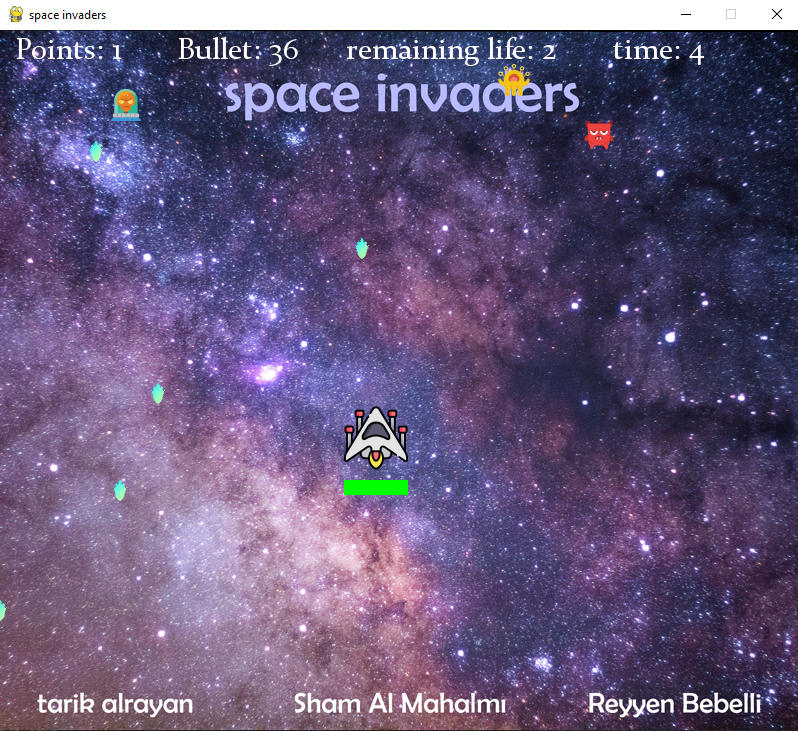 space invaders
Points: 1 Bullet: 36 remaining life: 2 time: 4
space invaders
tarik alrayan Sham Al Mahalmı Reyyen Bebelli